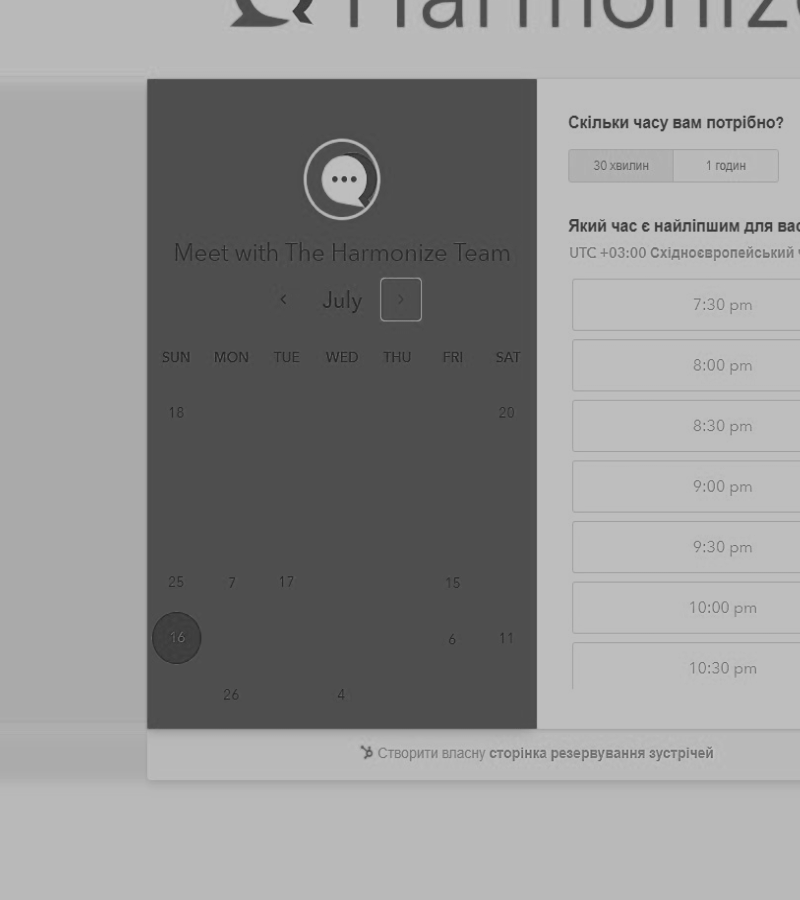 Harmonize
Meet with The Harmonize Team
July
SUN MON TUE WED THU FRI SAT
18 20
25 7 17 15
16 6 11
26 4
Скільки часу вам потрібно?
30 хвилин 1 годин
Який час є найліпшим для вас
UTC +03:00 Східноєвропейський
7:30 pm
8:00 pm
8:30 pm
9:00 pm
9:30 pm
10:00 pm
10:30 pm
Створити власну сторінка резервування зустрічей